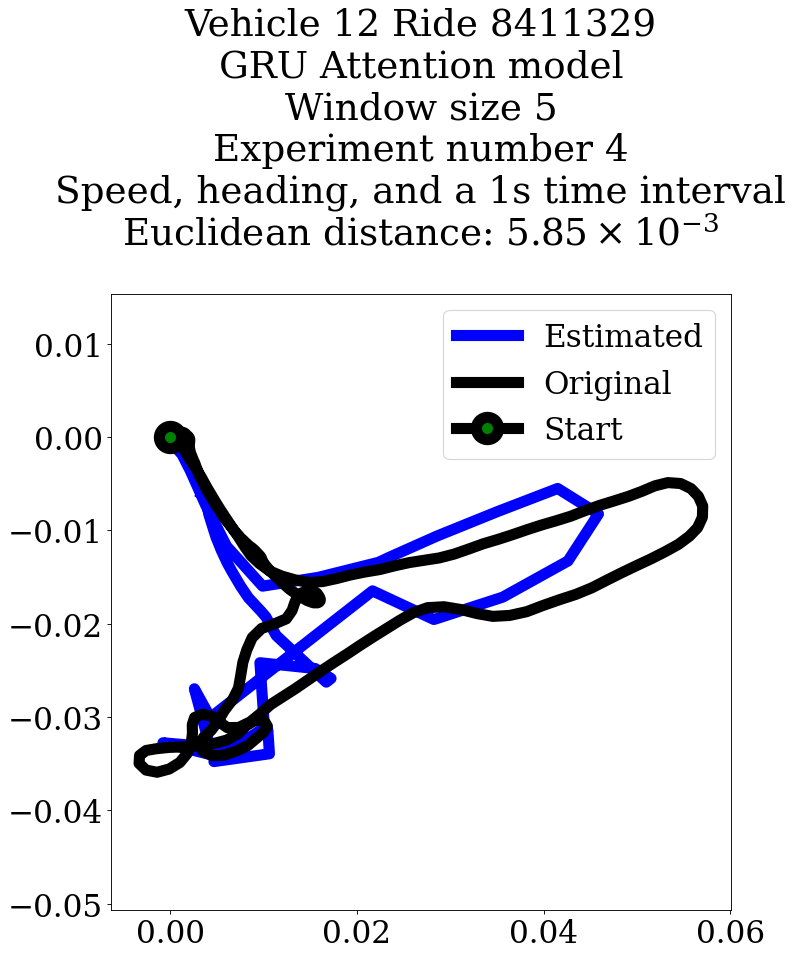 Vehicle 12 Ride 8411329
GRU Attention model
Window size 5
Experiment number 4
Speed, heading, and a 1s time interval
Euclidean distance: 5.85 × 10⁻³
Estimated
Original
Start
0.01
0.00
−0.01
−0.02
−0.03
−0.04
−0.05
0.00 0.02 0.04 0.06